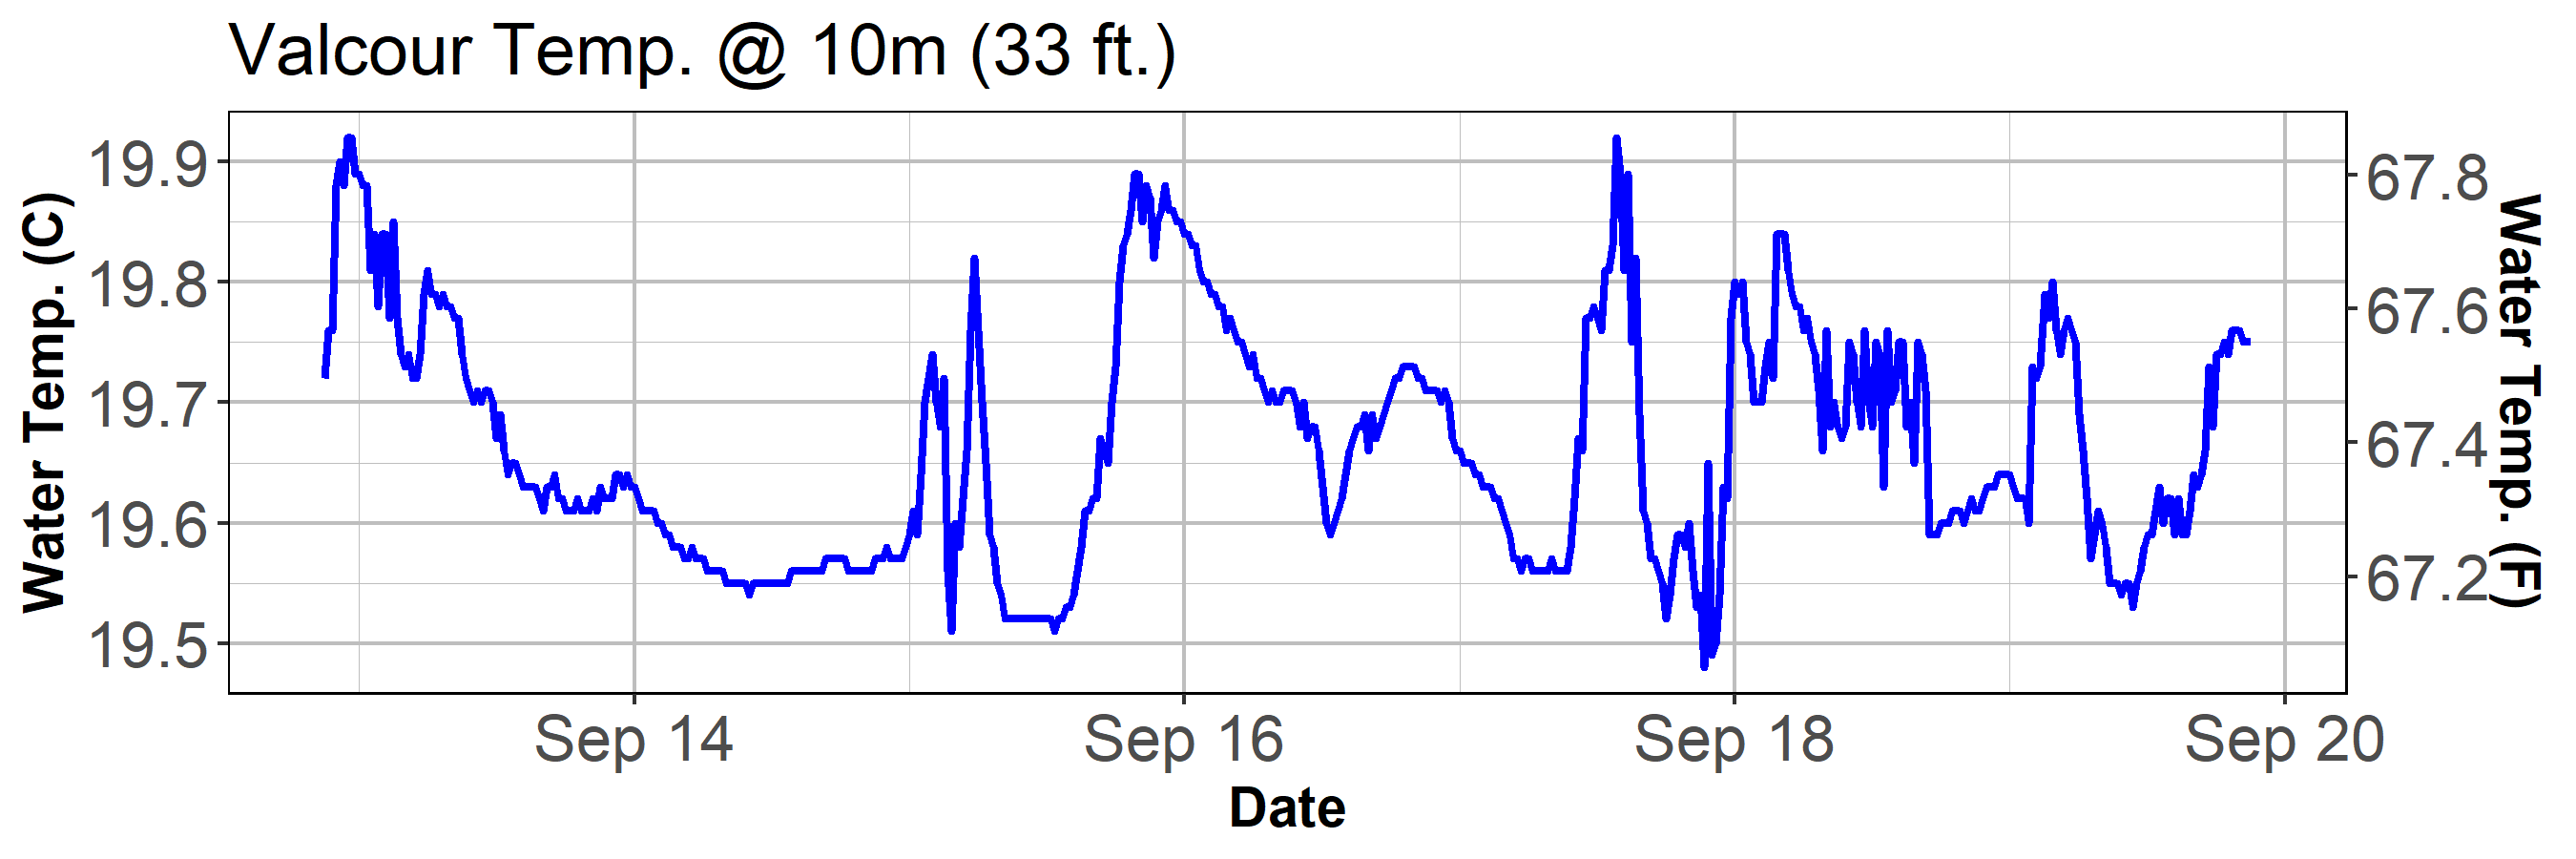 Valcour Temp. @ 10m (33 ft.)
Water Temp. (C)
19.9
19.8
19.7
19.6
19.5
67.8
67.6
67.4
67.2
Water Temp. (F)
Sep 14
Sep 16
Sep 18
Sep 20
Date